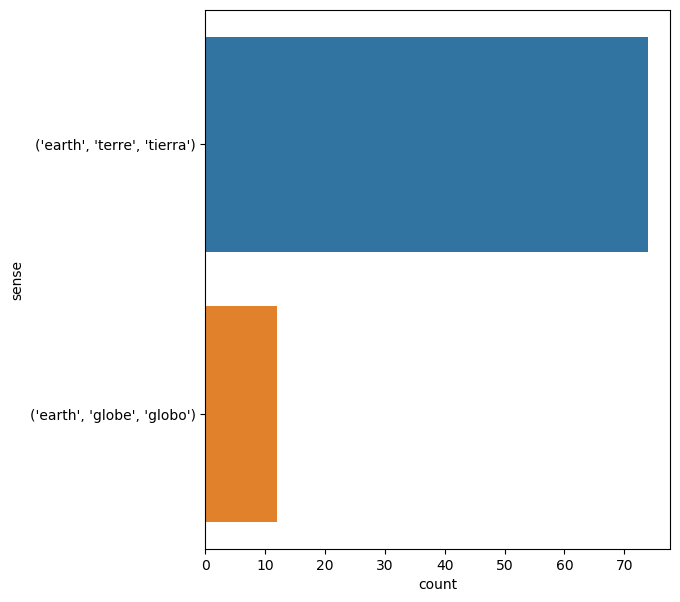 ('earth', 'terre', 'tierra')
sense
('earth', 'globe', 'globo')
0 10 20 30 40 50 60 70
count